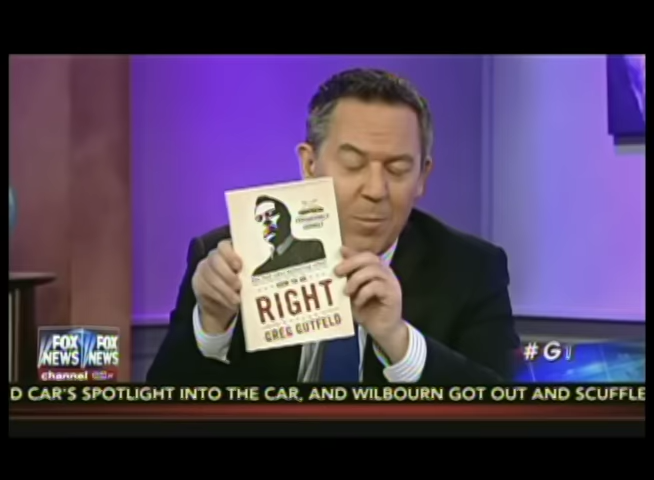 HOW TO BE
RIGHT
GREG GUTFELD
FOX
NEWS
channel
FOX
NEWS
#G
D CAR'S SPOTLIGHT INTO THE CAR, AND WILBOURN GOT OUT AND SCUFFLE